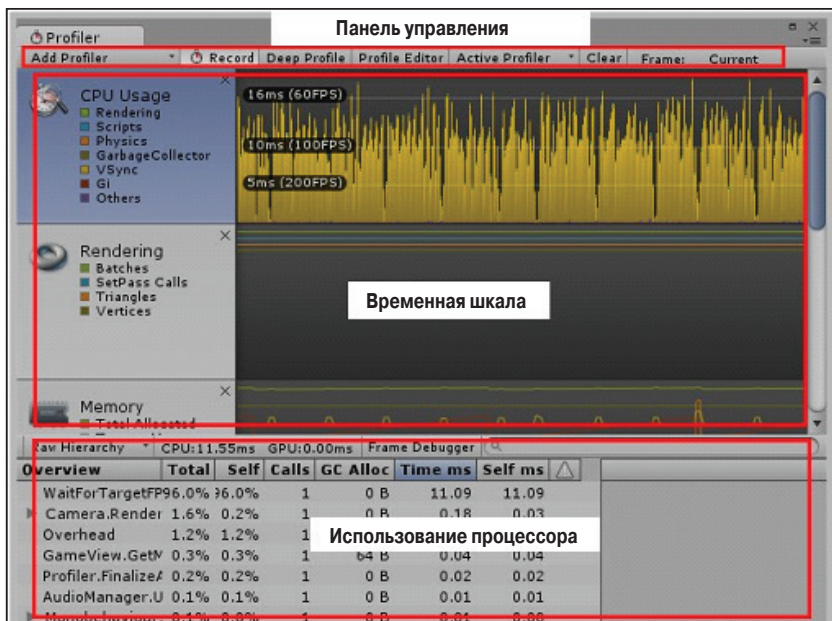 Панель управления
Profiler
Add Profiler Record Deep Profile Profile Editor Active Profiler Clear Frame: Current
CPU Usage
Rendering
Scripts
Physics
GarbageCollector
VSync
Gi
Others
16ms (60FPS)
10ms (100FPS)
5ms (200FPS)
Rendering
Batches
SetPass Calls
Triangles
Vertices
Временная шкала
Memory
Total Allocated
Raw Hierarchy CPU:11.55ms GPU:0.00ms Frame Debugger
Overview Total Self Calls GC Alloc Time ms Self ms
WaitForTargetFP 96.0% 96.0% 1 0 B 11.09 11.09
Camera.Render 1.6% 0.2% 1 0 B 0.18 0.03
Overhead 1.2% 1.2% 1
Использование процессора
GameView.GetM 0.3% 0.3% 1 64 B 0.04 0.04
Profiler.FinalizeA 0.2% 0.2% 1 0 B 0.02 0.02
AudioManager.U 0.1% 0.1% 1 0 B 0.01 0.01